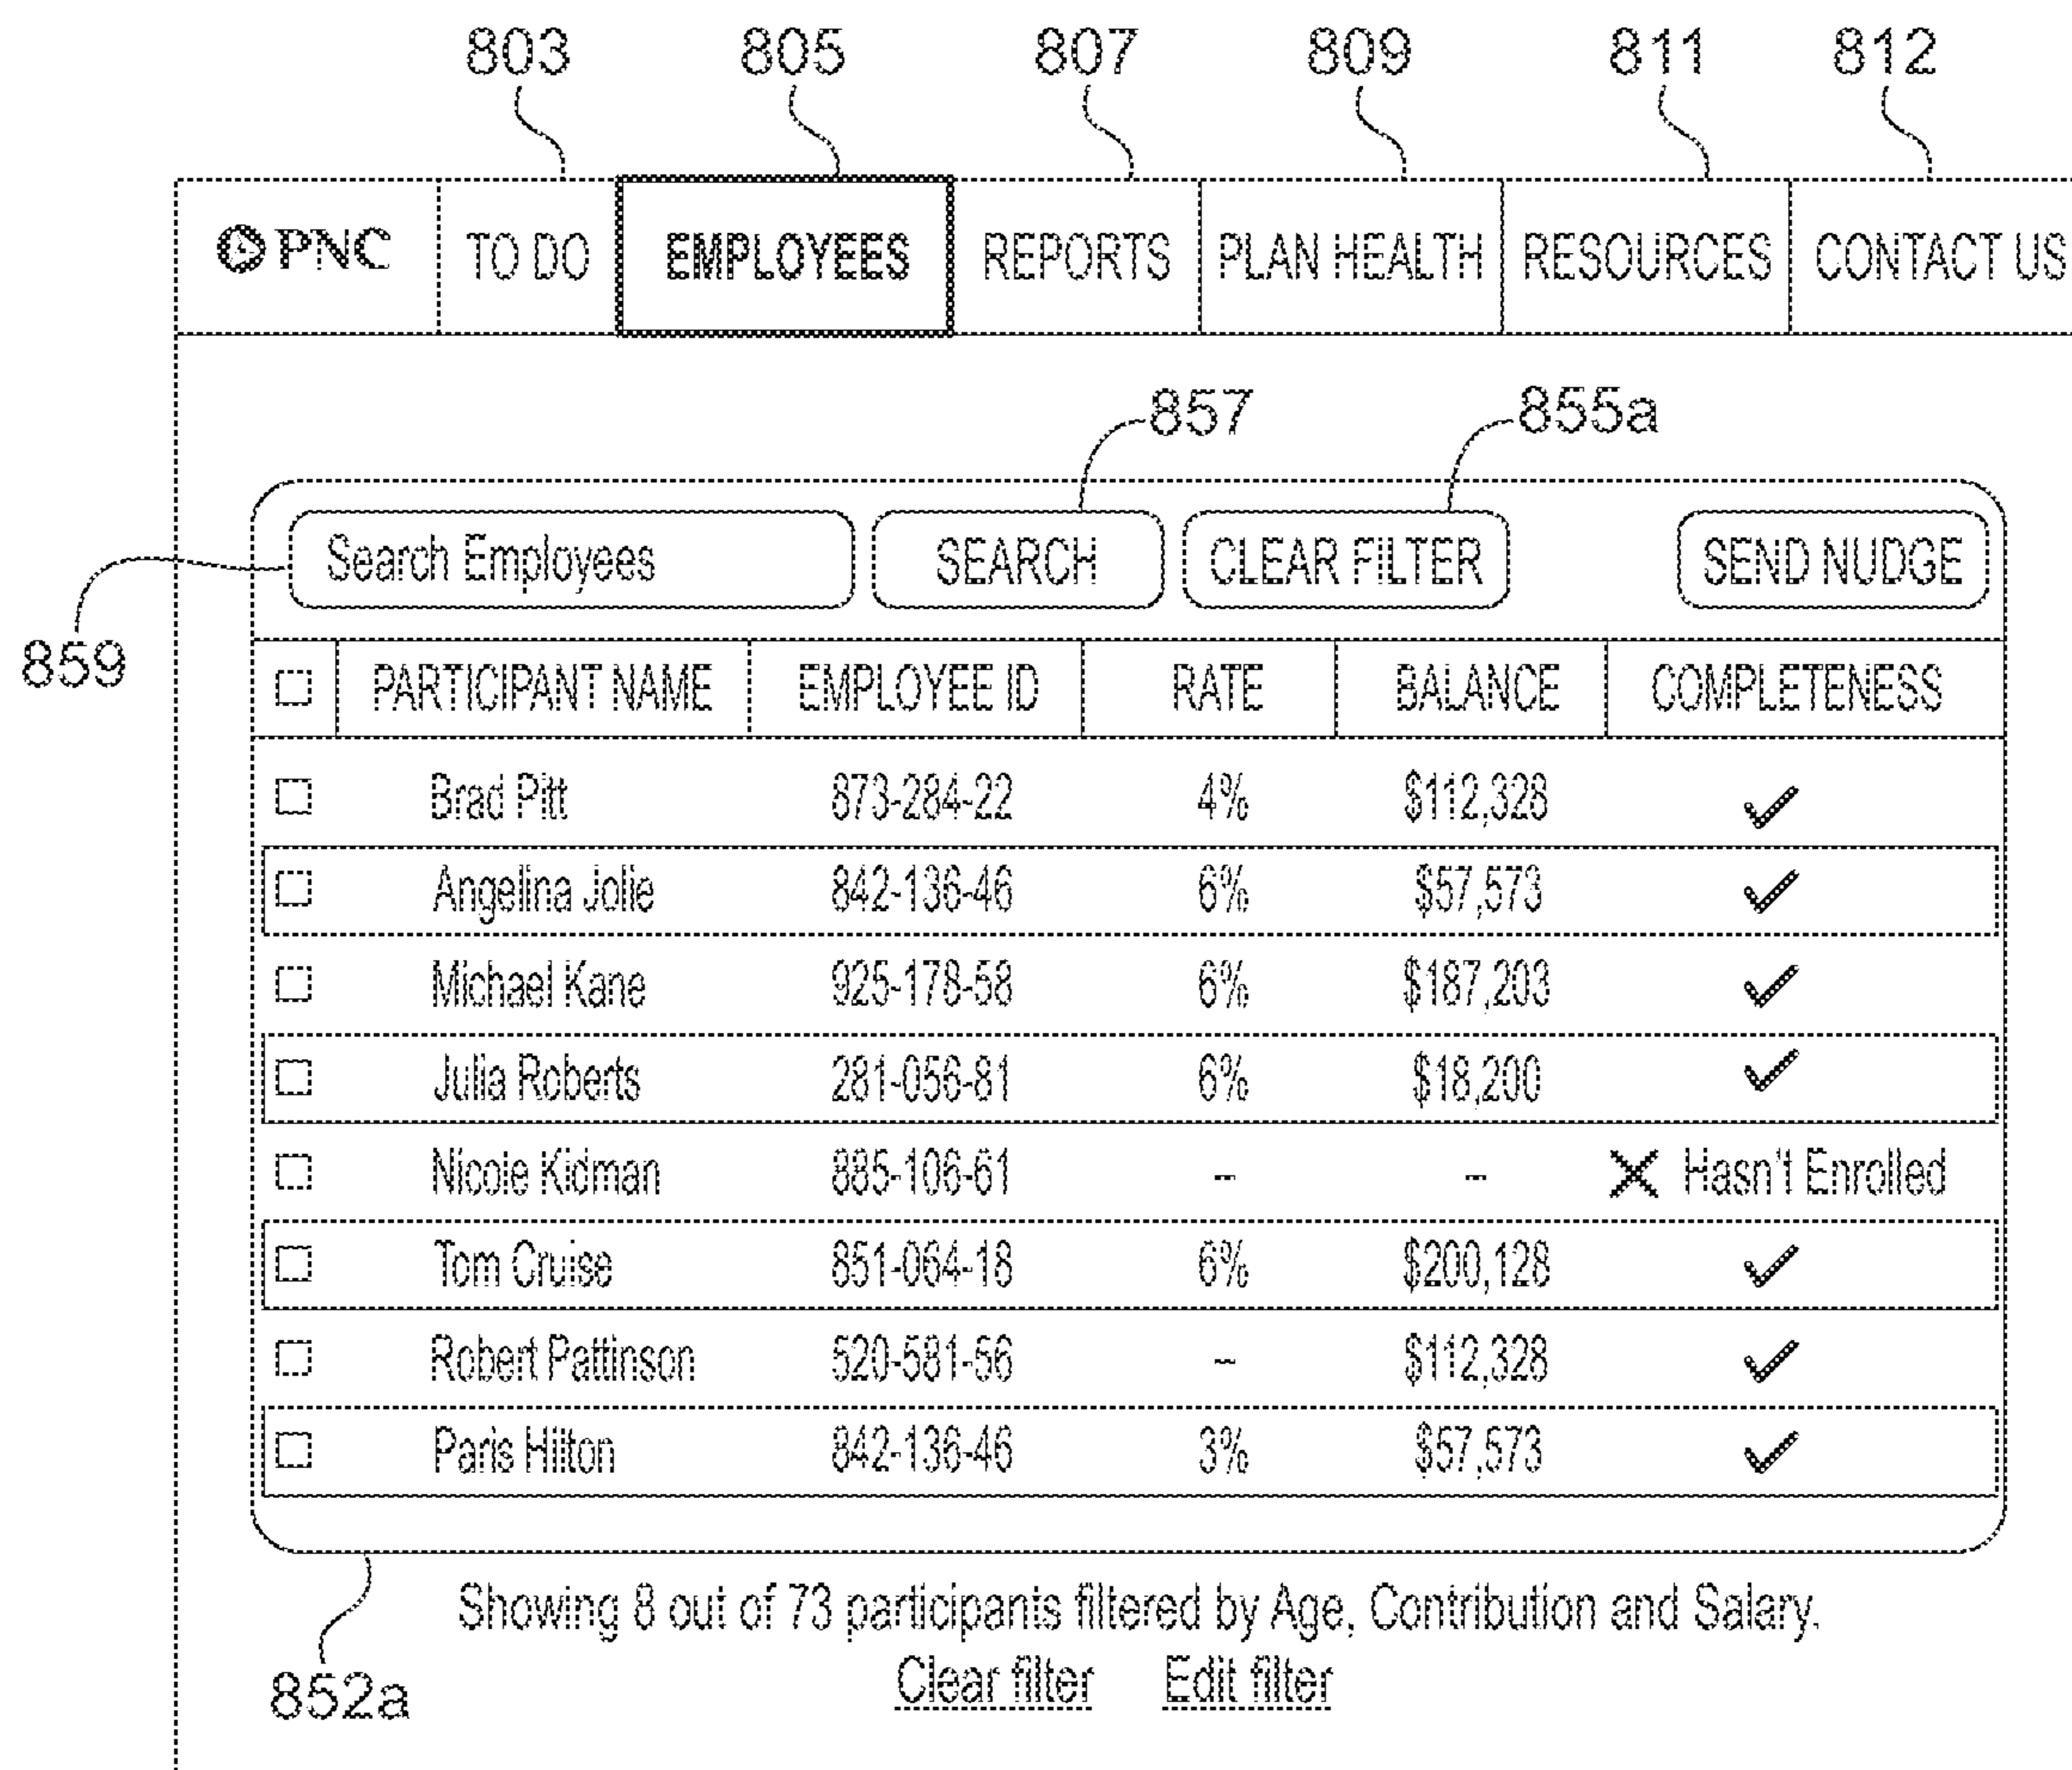 803 805 807 809 811 812
PNC TO DO EMPLOYEES REPORTS PLAN HEALTH RESOURCES CONTACT US
857 855a
Search Employees SEARCH CLEAR FILTER SEND NUDGE
859
PARTICIPANT NAME EMPLOYEE ID RATE BALANCE COMPLETENESS
Brad Pitt 873-284-22 4% $112,328 ✓
Angelina Jolie 842-136-46 6% $57,573 ✓
Michael Kane 925-178-58 6% $187,203 ✓
Julia Roberts 281-056-81 6% $18,200 ✓
Nicole Kidman 885-106-61 – – ✕ Hasn't Enrolled
Tom Cruise 851-064-18 6% $200,128 ✓
Robert Pattinson 520-581-56 – $112,328 ✓
Paris Hilton 842-136-46 3% $57,573 ✓
Showing 8 out of 73 participants filtered by Age, Contribution and Salary.
Clear filter Edit filter
852a